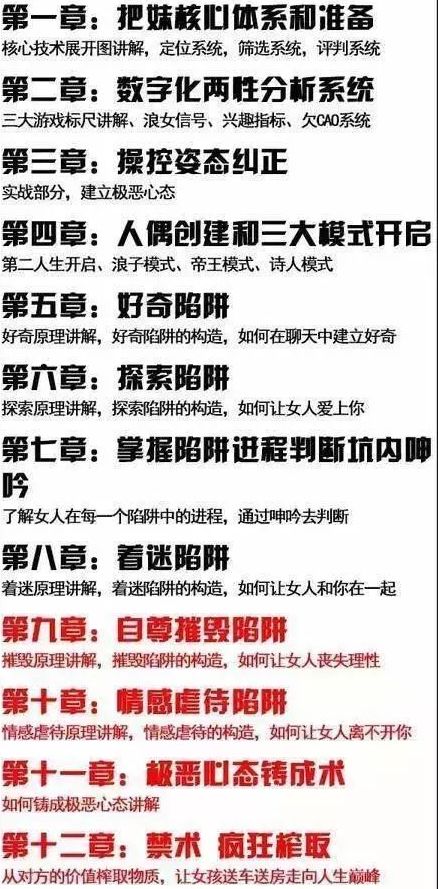 第一章：把妹核心体系和准备
核心技术展开图讲解，定位系统，筛选系统，评判系统
第二章：数字化两性分析系统
三大游戏标尺讲解、浪女信号、兴趣指标、欠CAO系统
第三章：操控姿态纠正
实战部分，建立极恶心态
第四章：人偶创建和三大模式开启
第二人生开启、浪子模式、帝王模式、诗人模式
第五章：好奇陷阱
好奇原理讲解，好奇陷阱的构造，如何在聊天中建立好奇
第六章：探索陷阱
探索原理讲解，探索陷阱的构造，如何让女人爱上你
第七章：掌握陷阱进程判断坑内呻
吟
了解女人在每一个陷阱中的进程，通过呻吟去判断
第八章：着迷陷阱
着迷原理讲解，着迷陷阱的构造，如何让女人和你在一起
第九章：自尊摧毁陷阱
摧毁原理讲解，摧毁陷阱的构造，如何让女人丧失理性
第十章：情感虐待陷阱
情感虐待原理讲解，情感虐待的构造，如何让女人离不开你
第十一章：极恶心态铸成术
如何铸成极恶心态讲解
第十二章：禁术 疯狂榨取
从对方的价值榨取物质，让女孩送车送房走向人生巅峰